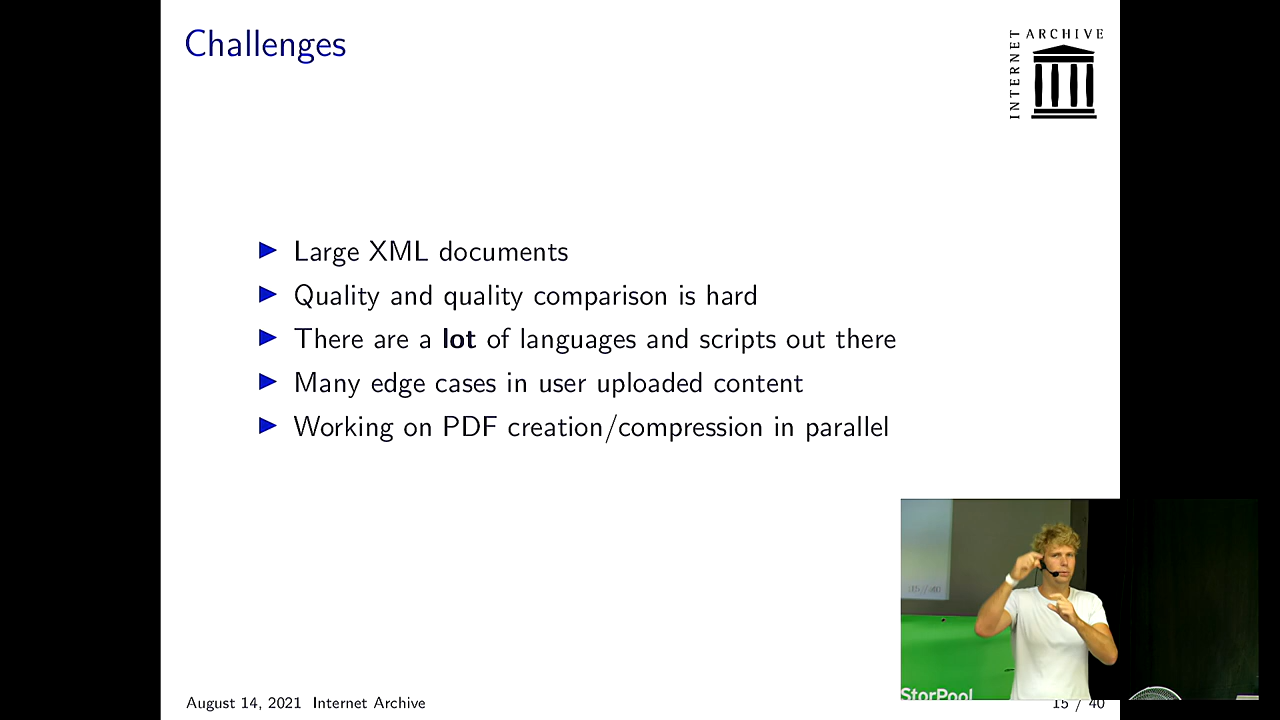 Challenges
INTERNET ARCHIVE
Large XML documents
Quality and quality comparison is hard
There are a lot of languages and scripts out there
Many edge cases in user uploaded content
Working on PDF creation/compression in parallel
15 / 40
StorPool
August 14, 2021 Internet Archive
15 / 40